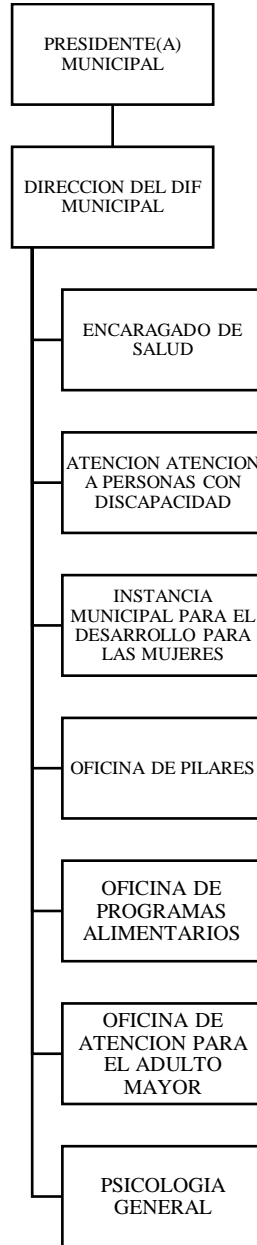 PRESIDENTE(A)
MUNICIPAL
DIRECCION DEL DIF
MUNICIPAL
ENCARAGADO DE
SALUD
ATENCION ATENCION
A PERSONAS CON
DISCAPACIDAD
INSTANCIA
MUNICIPAL PARA EL
DESARROLLO PARA
LAS MUJERES
OFICINA DE PILARES
OFICINA DE
PROGRAMAS
ALIMENTARIOS
OFICINA DE
ATENCION PARA
EL ADULTO
MAYOR
PSICOLOGIA
GENERAL